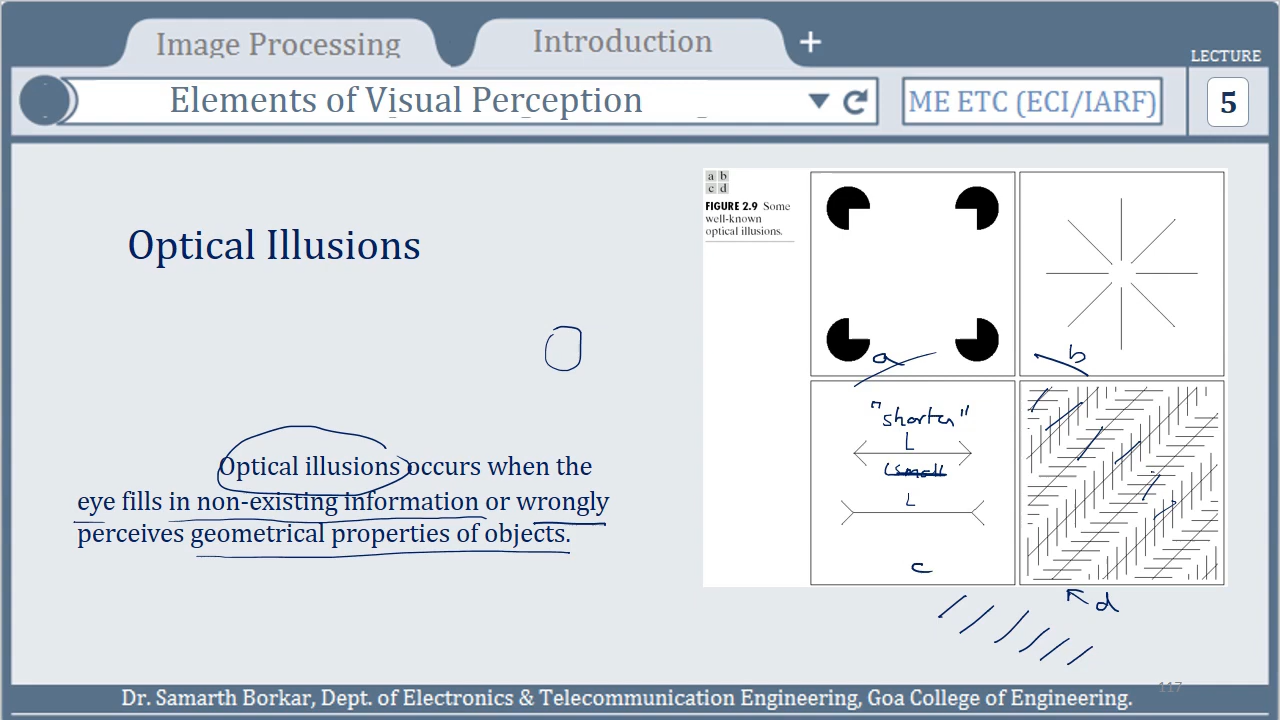 Image Processing
Introduction
+
LECTURE
Elements of Visual Perception
ME ETC (ECI/IARF)
5
a b
c d
FIGURE 2.9 Some
well-known
optical illusions.
Optical Illusions
a
b
"shorter"
L
small
L
c
d
Optical illusions occurs when the
eye fills in non-existing information or wrongly
perceives geometrical properties of objects.
117
Dr. Samarth Borkar, Dept. of Electronics & Telecommunication Engineering, Goa College of Engineering.